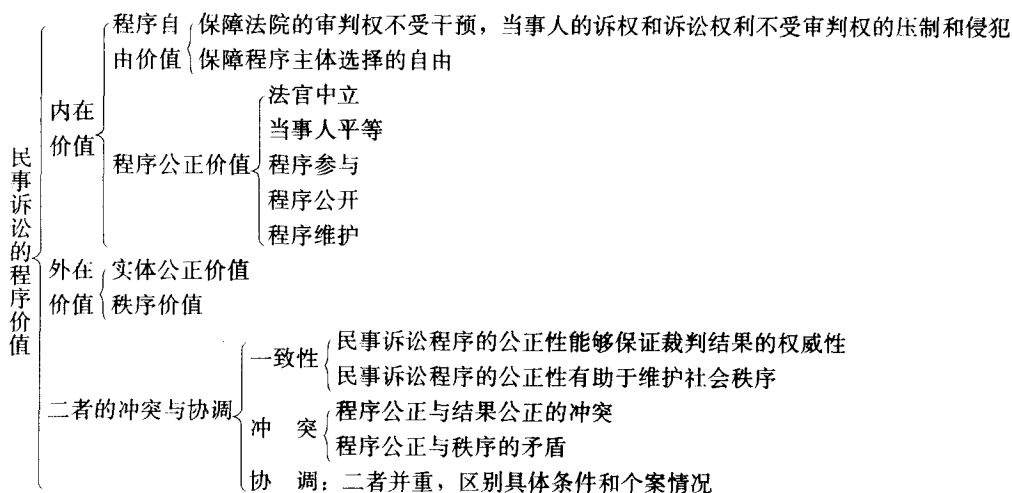 民事诉讼的程序价值
内在
价值
程序自
由价值
保障法院的审判权不受干预，当事人的诉权和诉讼权利不受审判权的压制和侵犯
保障程序主体选择的自由
程序公正价值
法官中立
当事人平等
程序参与
程序公开
程序维护
外在
价值
实体公正价值
秩序价值
二者的冲突与协调
一致性
民事诉讼程序的公正性能够保证裁判结果的权威性
民事诉讼程序的公正性有助于维护社会秩序
冲 突
程序公正与结果公正的冲突
程序公正与秩序的矛盾
协 调：二者并重，区别具体条件和个案情况